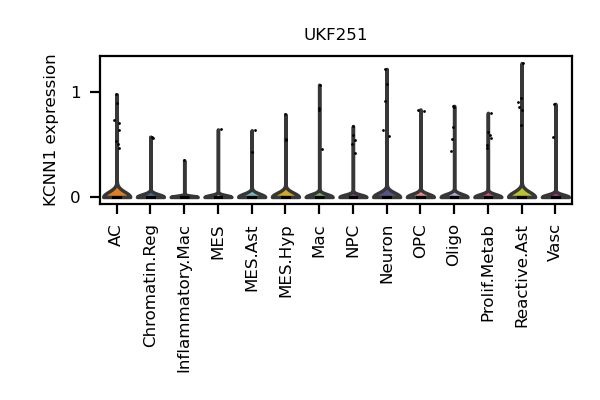 UKF251
KCNN1 expression
1
0
AC
Chromatin.Reg
Inflammatory.Mac
MES
MES.Ast
MES.Hyp
Mac
NPC
Neuron
OPC
Oligo
Prolif.Metab
Reactive.Ast
Vasc